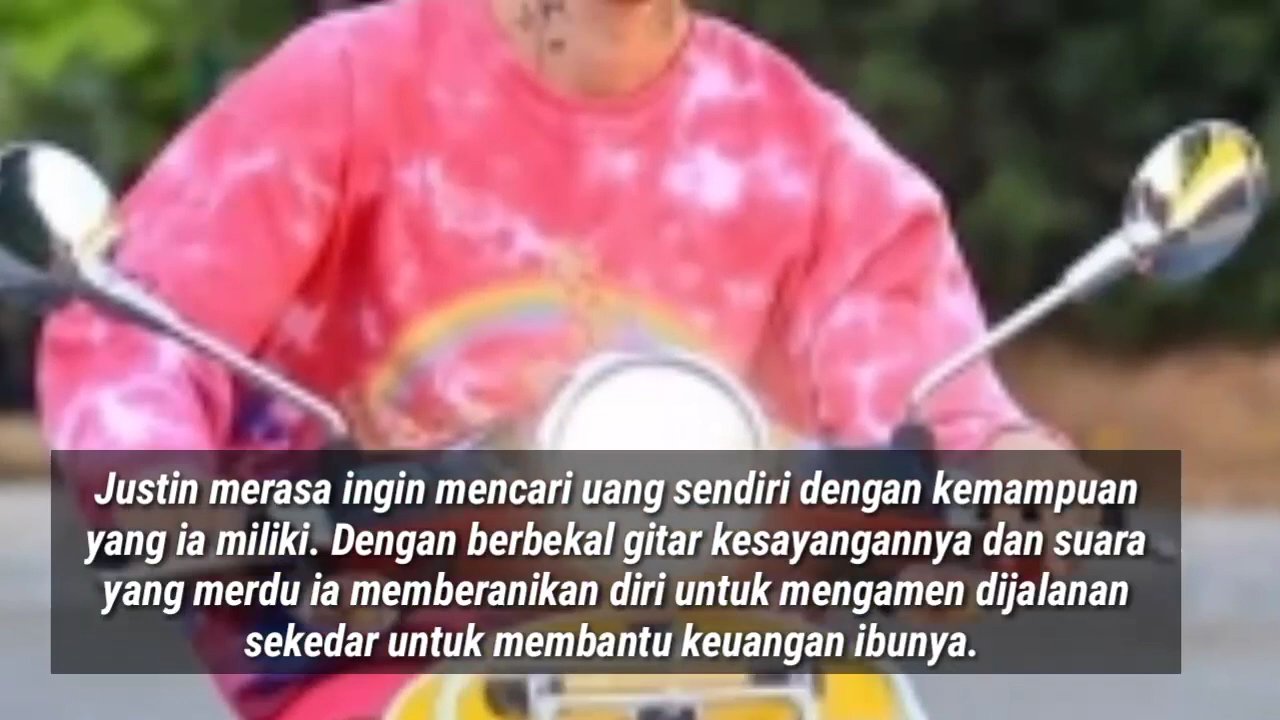 Justin merasa ingin mencari uang sendiri dengan kemampuan
yang ia miliki. Dengan berbekal gitar kesayangannya dan suara
yang merdu ia memberanikan diri untuk mengamen dijalanan
sekedar untuk membantu keuangan ibunya.